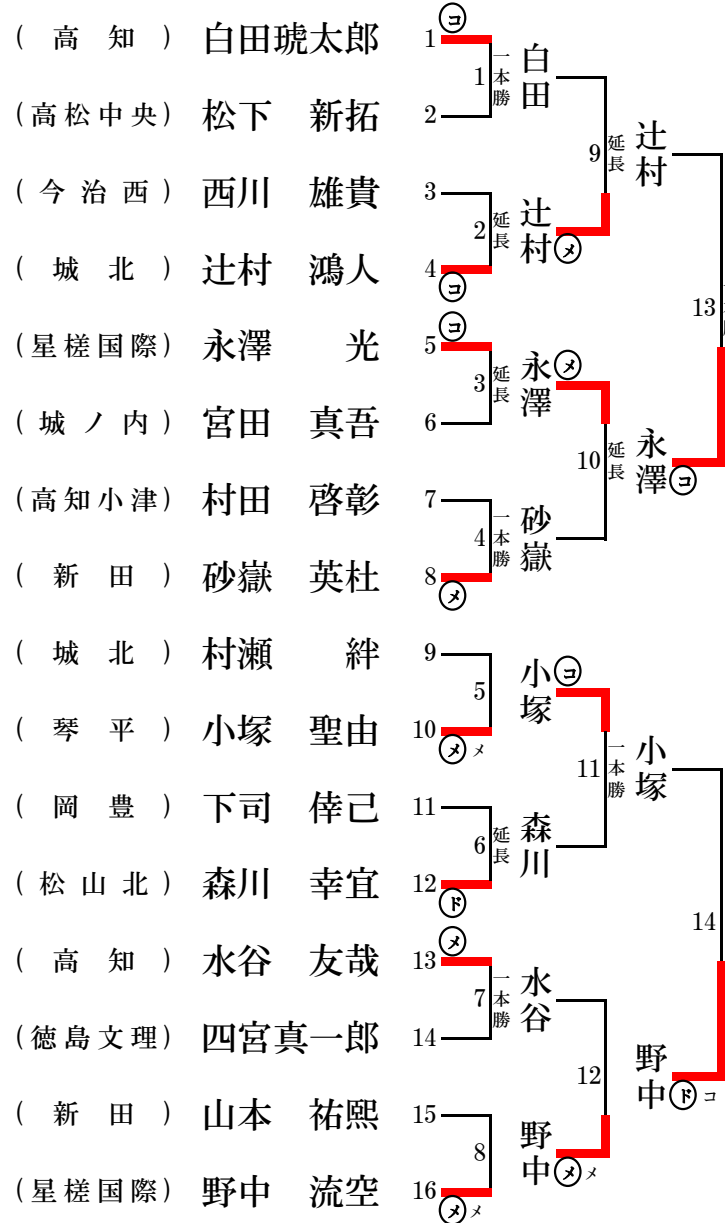 (高知) 白田琥太郎 1 コ
1 一本勝 白田
(高松中央) 松下 新拓 2
9 延長 辻村
(今治西) 西川 雄貴 3
2 延長 辻村 メ
(城北) 辻村 鴻人 4 コ
13
(星槎国際) 永澤 光 5 コ
3 延長 永澤 メ
(城ノ内) 宮田 真吾 6
10 延長 永澤 コ
(高知小津) 村田 啓彰 7
4 一本勝 砂嶽
(新田) 砂嶽 英杜 8 メ
(城北) 村瀬 絆 9
5 小塚 コ
(琴平) 小塚 聖由 10 メメ
11 一本勝 小塚
(岡豊) 下司 倖己 11
6 延長 森川
(松山北) 森川 幸宜 12 ド
14
(高知) 水谷 友哉 13 メ
7 一本勝 水谷
(徳島文理) 四宮真一郎 14
12 野中 ドコ
(新田) 山本 祐熙 15
8 野中 メメ
(星槎国際) 野中 流空 16 メメ